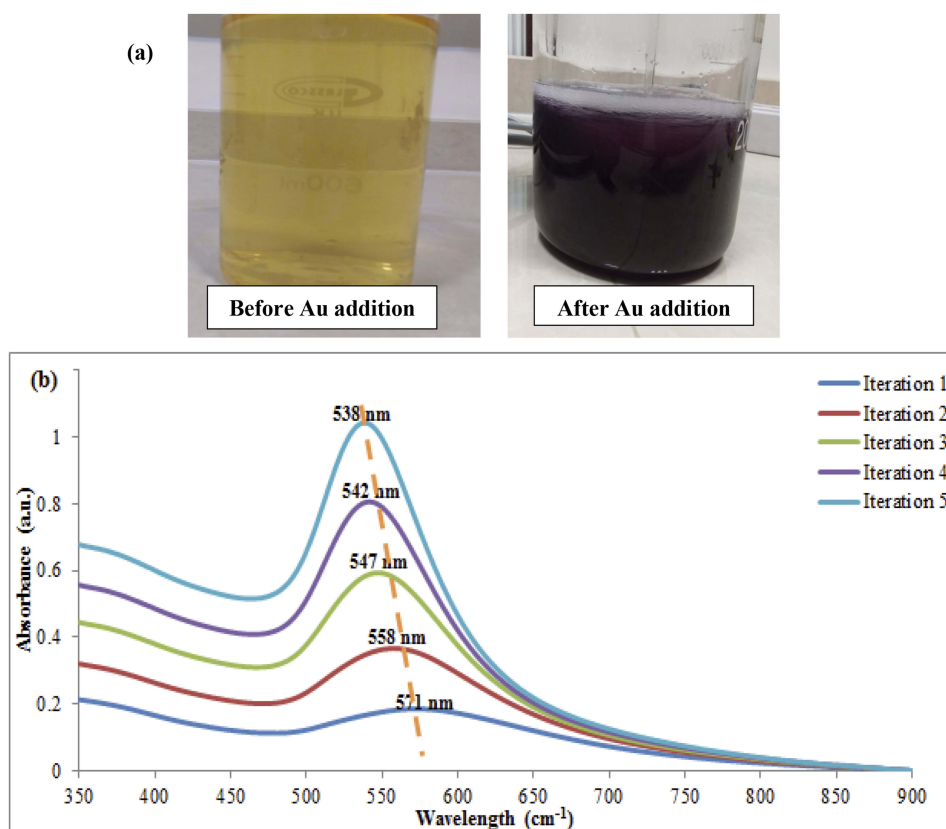 (a)
GLASSCO
600ml
Before Au addition
After Au addition
(b)
Iteration 1
Iteration 2
Iteration 3
Iteration 4
Iteration 5
538 nm
542 nm
547 nm
558 nm
571 nm
Absorbance (a.u.)
1
0.8
0.6
0.4
0.2
0
350 400 450 500 550 600 650 700 750 800 850 900
Wavelength (cm⁻¹)